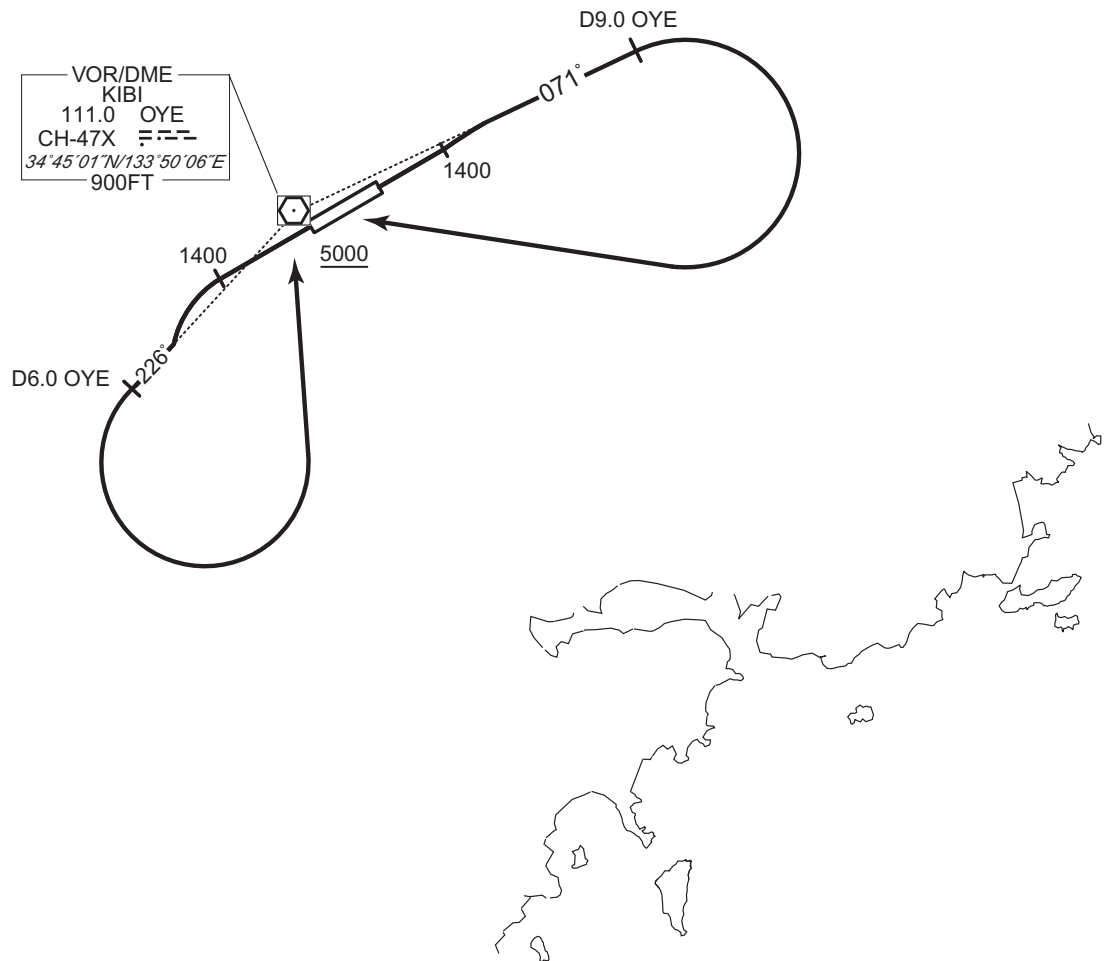 D9.0 OYE
071°
VOR/DME
KIBI
111.0 OYE
CH-47X
34°45´01˝N/133°50´06˝E
900FT
1400
1400
5000
D6.0 OYE
226°